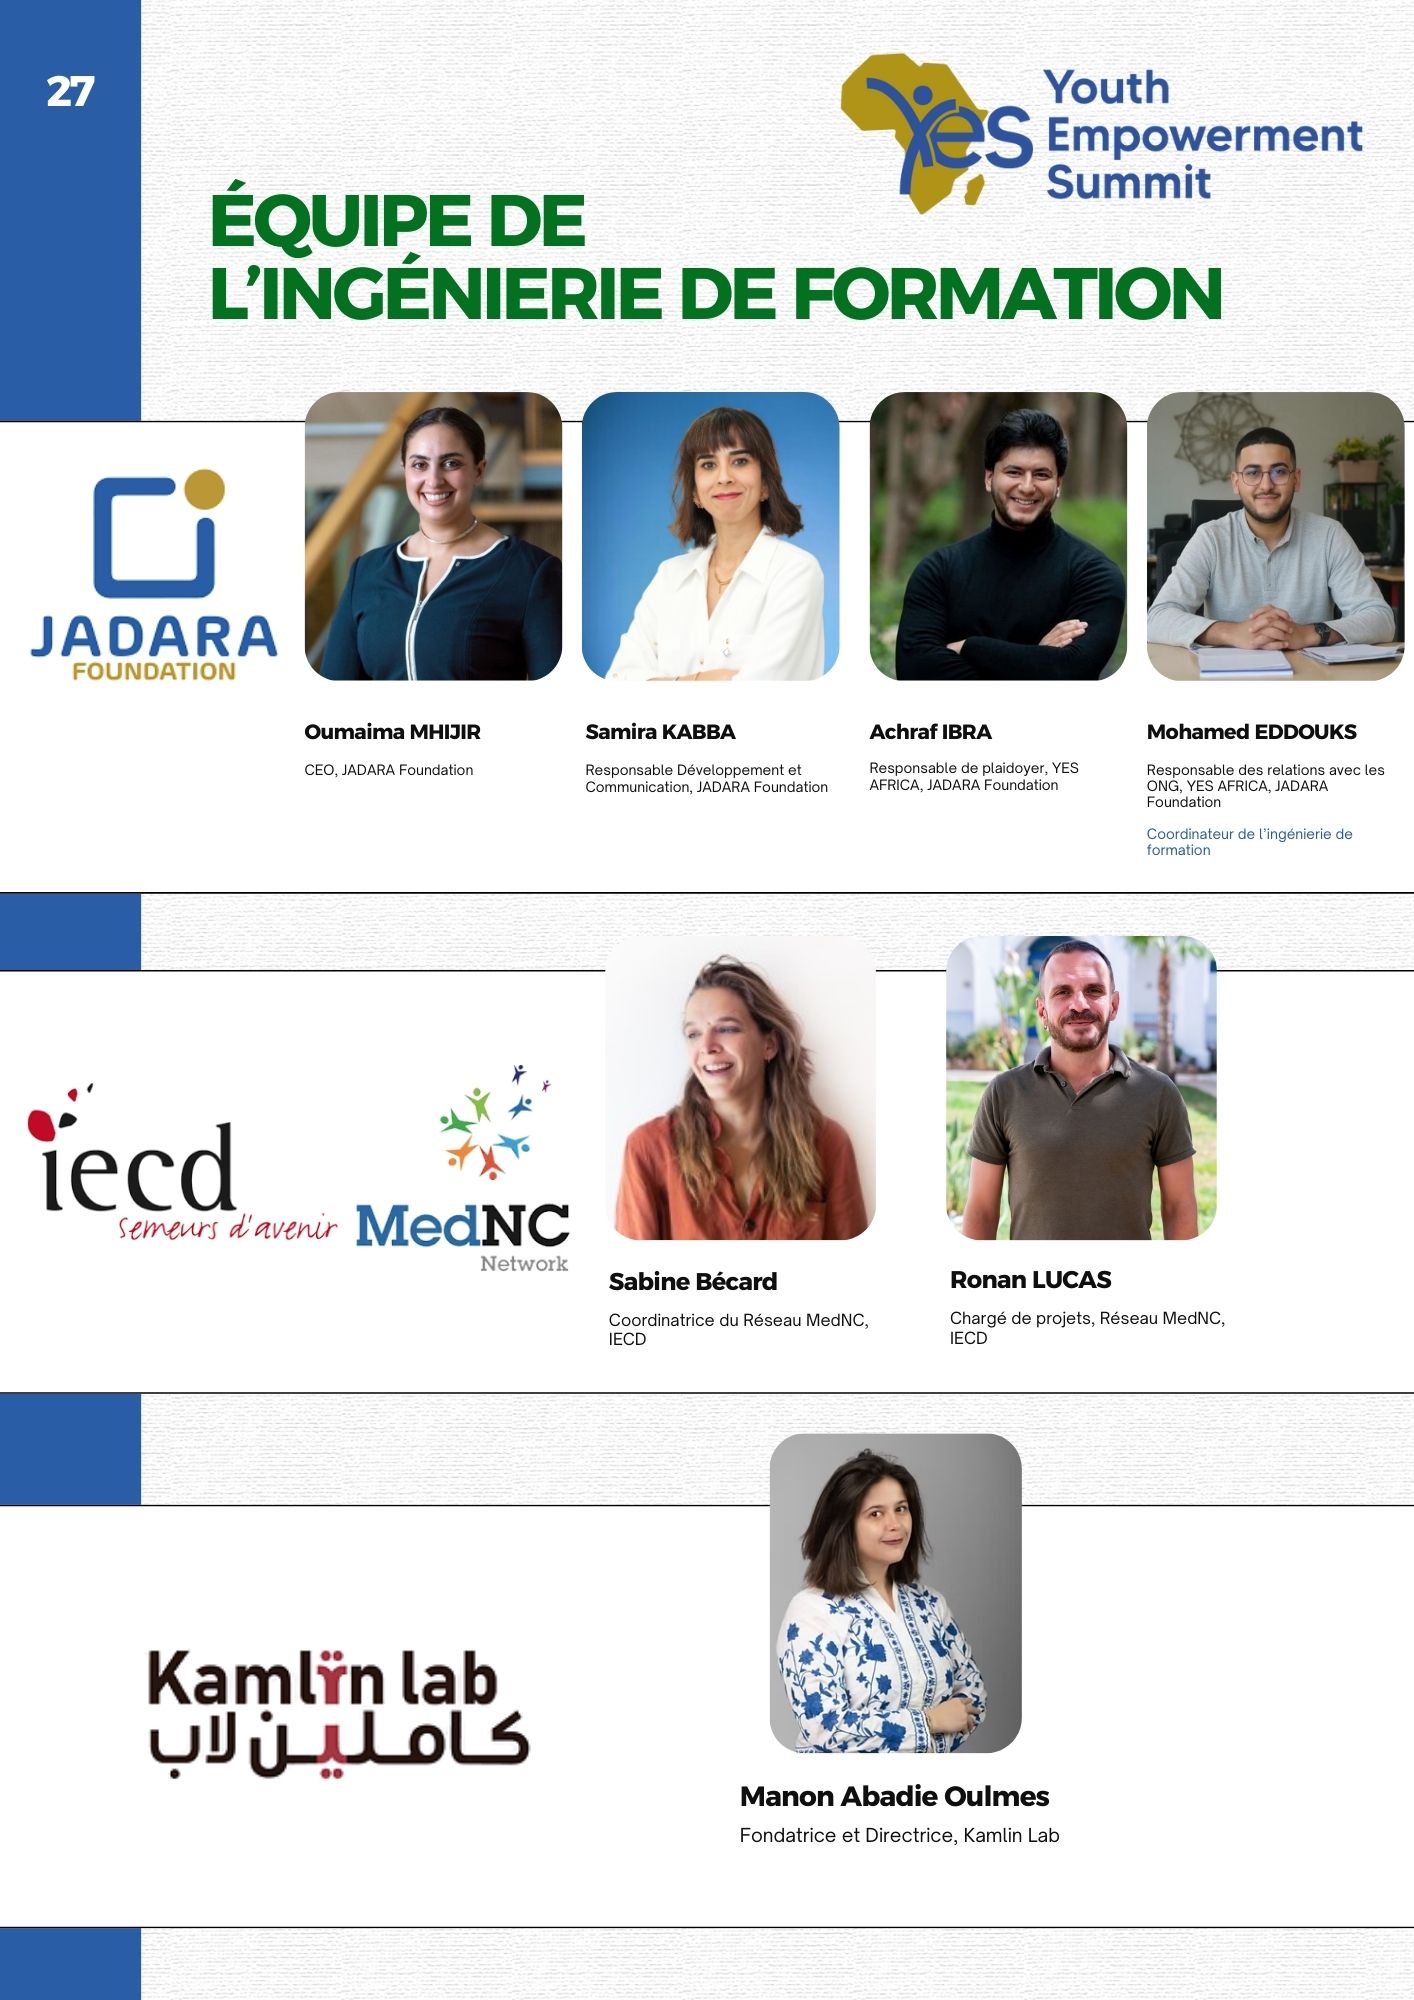 27
Yes
Youth
Empowerment
Summit
ÉQUIPE DE
L’INGÉNIERIE DE FORMATION
JADARA
FOUNDATION
Oumaima MHIJIR
CEO, JADARA Foundation
Samira KABBA
Responsable Développement et
Communication, JADARA Foundation
Achraf IBRA
Responsable de plaidoyer, YES
AFRICA, JADARA Foundation
Mohamed EDDOUKS
Responsable des relations avec les
ONG, YES AFRICA, JADARA
Foundation
Coordinateur de l’ingénierie de
formation
iecd
semeurs d'avenir
MedNC
Network
Sabine Bécard
Coordinatrice du Réseau MedNC,
IECD
Ronan LUCAS
Chargé de projets, Réseau MedNC,
IECD
Kamlin lab
كاملين لاب
Manon Abadie Oulmes
Fondatrice et Directrice, Kamlin Lab